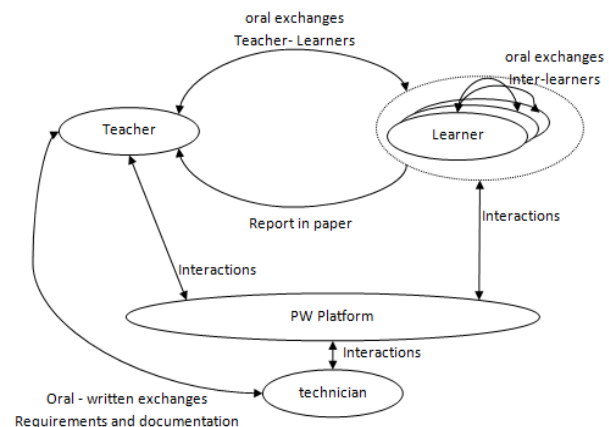 oral exchanges
Teacher- Learners
oral exchanges
Inter-learners
Teacher
Learner
Report in paper
Interactions
Interactions
PW Platform
Interactions
technician
Oral - written exchanges
Requirements and documentation